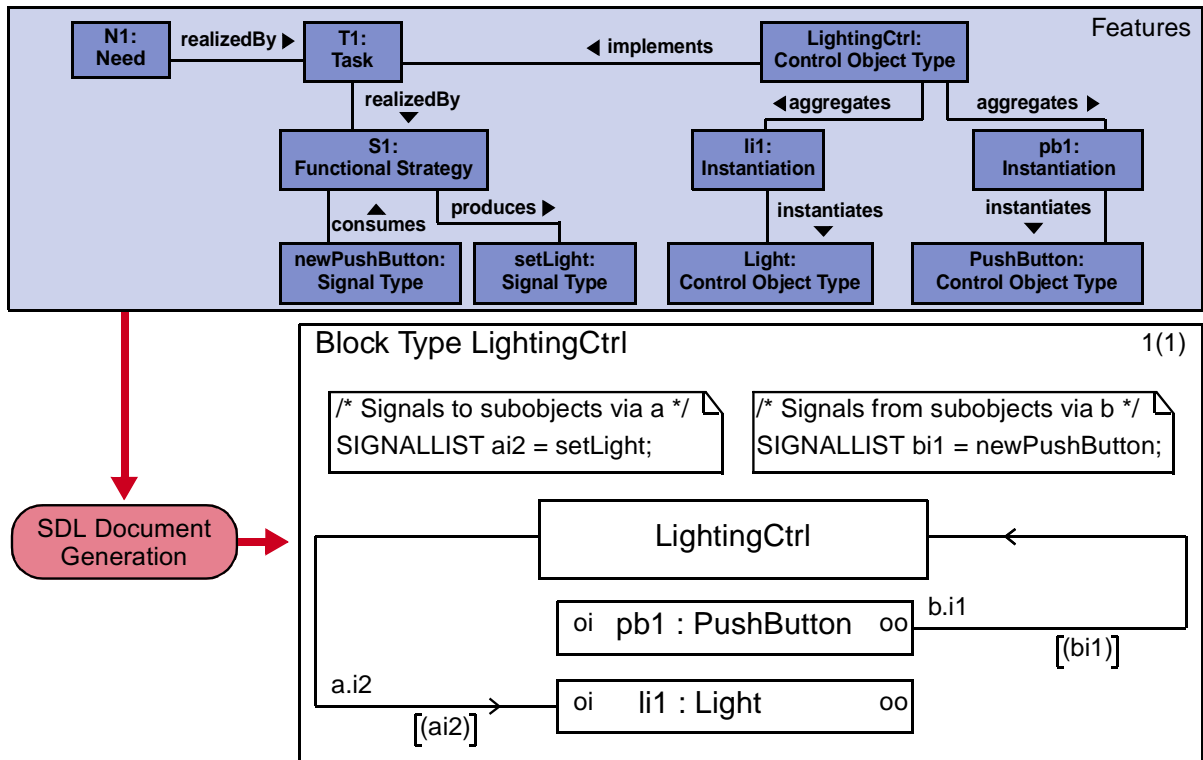 Features
N1:
Need
realizedBy
T1:
Task
implements
LightingCtrl:
Control Object Type
realizedBy
aggregates
aggregates
S1:
Functional Strategy
li1:
Instantiation
pb1:
Instantiation
consumes
produces
instantiates
instantiates
newPushButton:
Signal Type
setLight:
Signal Type
Light:
Control Object Type
PushButton:
Control Object Type
SDL Document
Generation
Block Type LightingCtrl
1(1)
/* Signals to subobjects via a */
SIGNALLIST ai2 = setLight;
/* Signals from subobjects via b */
SIGNALLIST bi1 = newPushButton;
LightingCtrl
oi pb1 : PushButton oo
b.i1
[(bi1)]
a.i2
[(ai2)]
oi li1 : Light oo